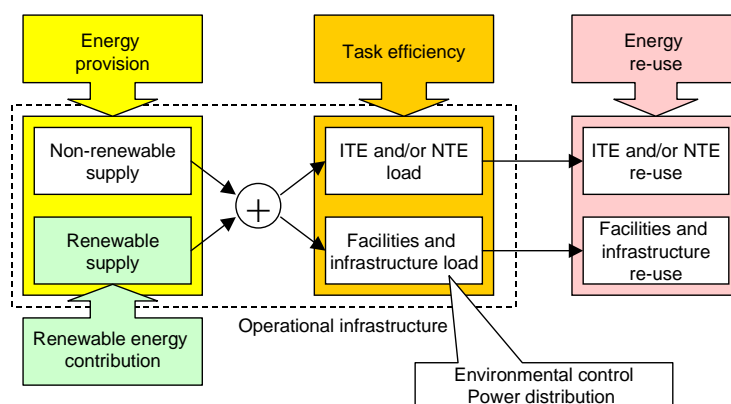 Energy
provision
Task efficiency
Energy
re-use
Non-renewable
supply
ITE and/or NTE
load
ITE and/or NTE
re-use
+
Renewable
supply
Facilities and
infrastructure load
Facilities and
infrastructure
re-use
Operational infrastructure
Renewable energy
contribution
Environmental control
Power distribution